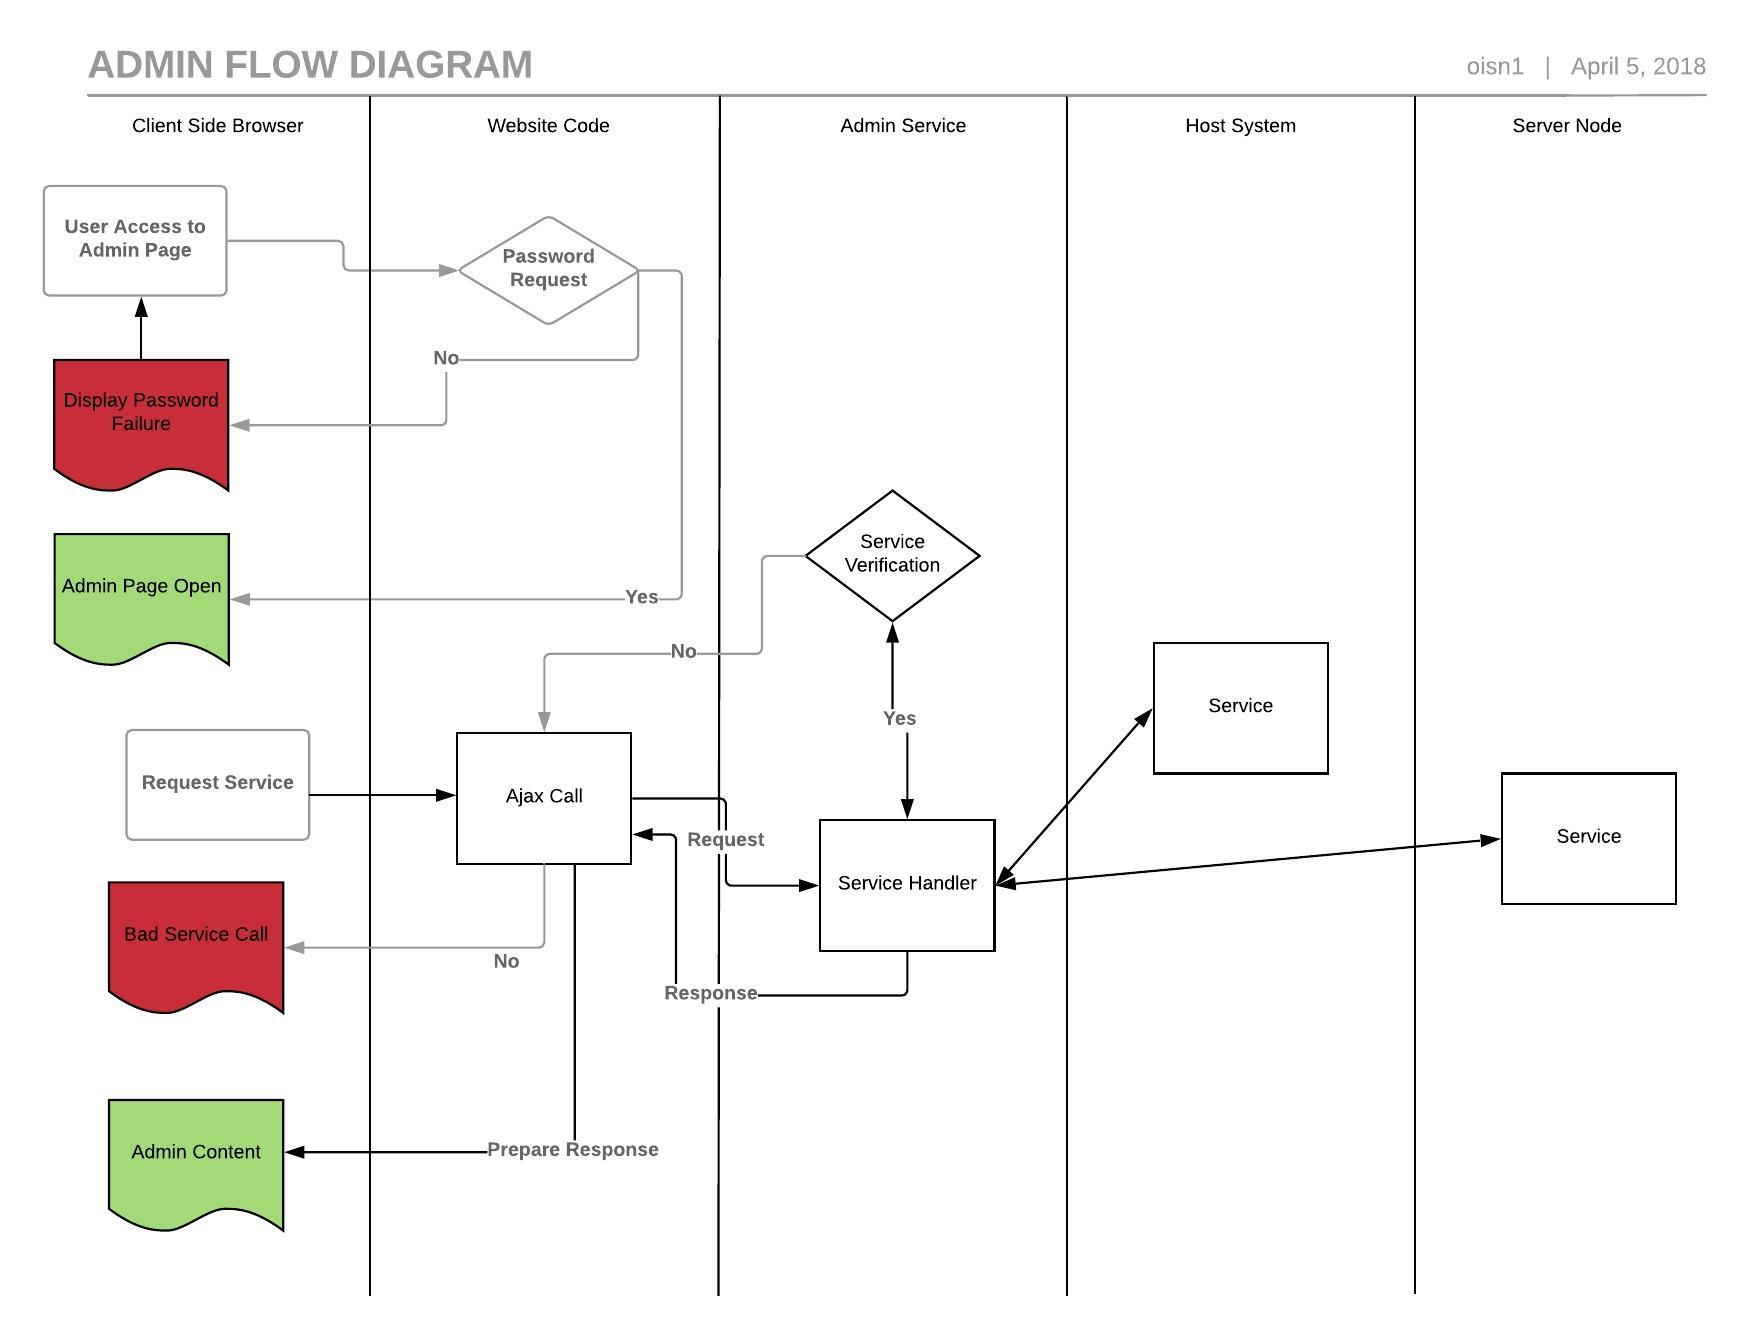 ADMIN FLOW DIAGRAM
oisn1 | April 5, 2018
Client Side Browser
Website Code
Admin Service
Host System
Server Node
User Access to
Admin Page
Password
Request
No
Display Password
Failure
Service
Verification
Admin Page Open
Yes
No
Service
Yes
Request Service
Ajax Call
Request
Service
Service Handler
Bad Service Call
No
Response
Admin Content
Prepare Response